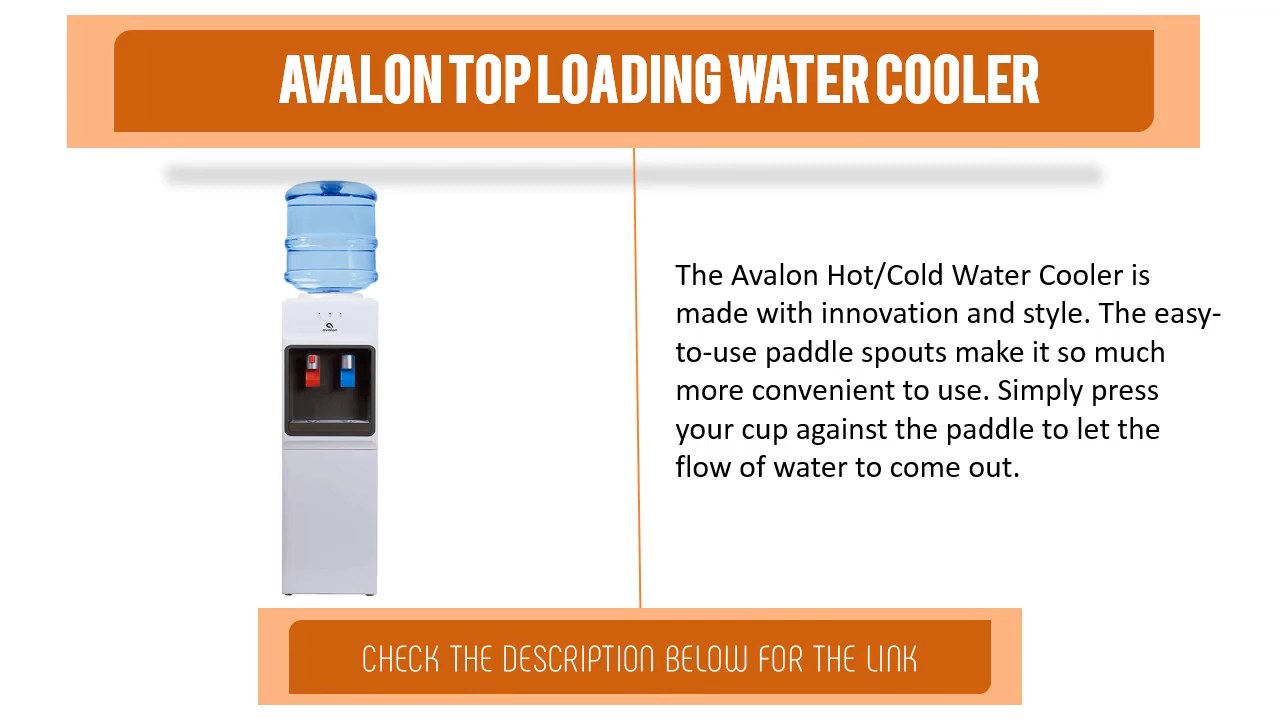 AVALON TOP LOADING WATER COOLER
avalon
The Avalon Hot/Cold Water Cooler is
made with innovation and style. The easy-
to-use paddle spouts make it so much
more convenient to use. Simply press
your cup against the paddle to let the
flow of water to come out.
CHECK THE DESCRIPTION BELOW FOR THE LINK